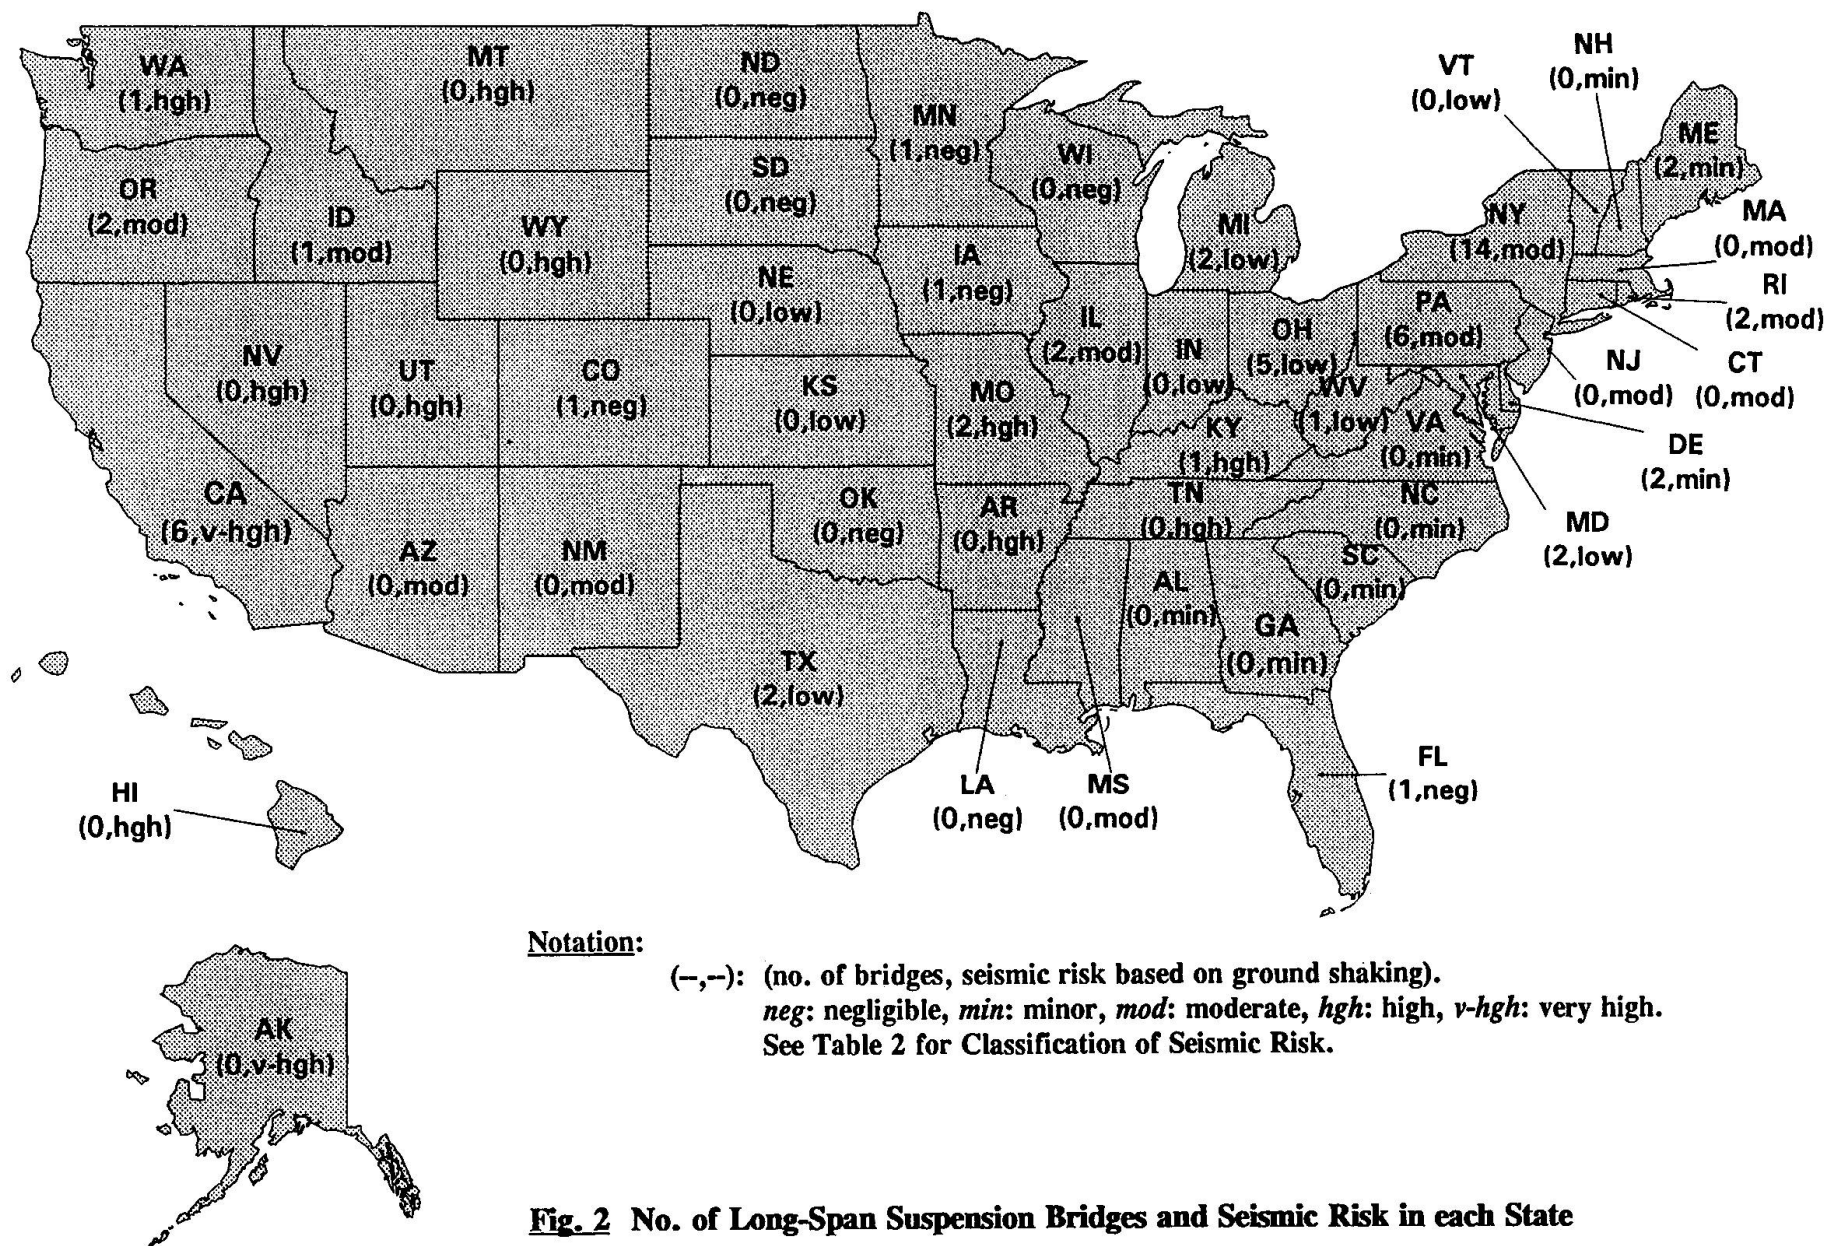 WA
(1,hgh)
MT
(0,hgh)
ND
(0,neg)
MN
(1,neg)
WI
(0,neg)
VT
(0,low)
NH
(0,min)
ME
(2,min)
OR
(2,mod)
ID
(1,mod)
WY
(0,hgh)
SD
(0,neg)
MI
(2,low)
NY
(14,mod)
MA
(0,mod)
RI
(2,mod)
NE
(0,low)
IA
(1,neg)
IL
(2,mod)
IN
(0,low)
OH
(5,low)
PA
(6,mod)
NJ
(0,mod)
CT
(0,mod)
NV
(0,hgh)
UT
(0,hgh)
CO
(1,neg)
KS
(0,low)
MO
(2,hgh)
KY
(1,hgh)
WV
(1,low)
VA
(0,min)
DE
(2,min)
MD
(2,low)
CA
(6,v-hgh)
AZ
(0,mod)
NM
(0,mod)
OK
(0,neg)
AR
(0,hgh)
TN
(0.hgh)
NC
(0,min)
SC
(0,min)
AL
(0,min)
GA
(0,min)
TX
(2,low)
LA
(0,neg)
MS
(0,mod)
FL
(1,neg)
HI
(0,hgh)
AK
(0,v-hgh)
Notation:
(--,--): (no. of bridges, seismic risk based on ground shaking).
neg: negligible, min: minor, mod: moderate, hgh: high, v-hgh: very high.
See Table 2 for Classification of Seismic Risk.
Fig. 2 No. of Long-Span Suspension Bridges and Seismic Risk in each State